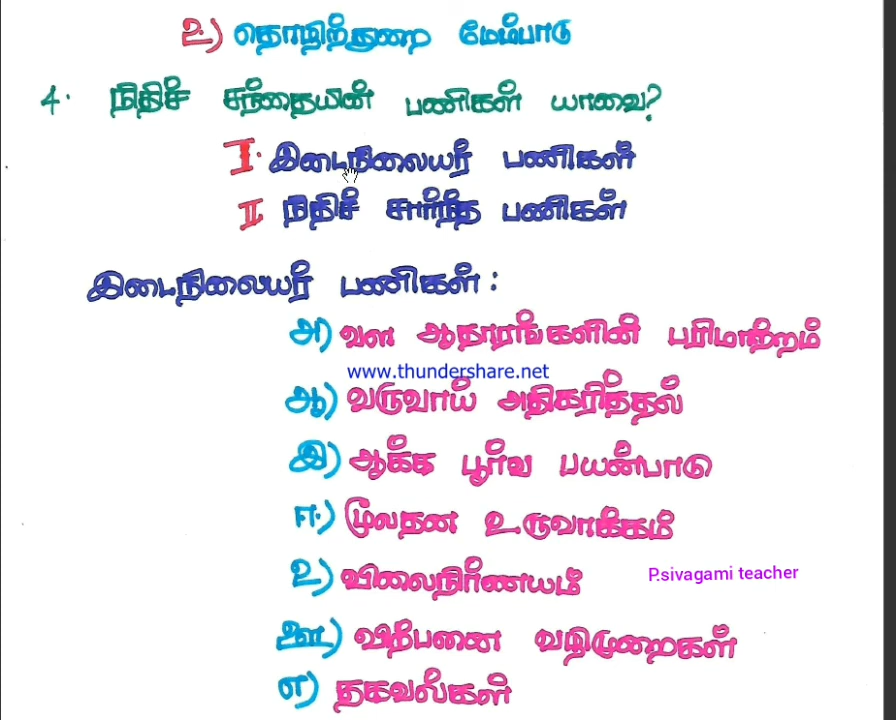 உ) தொழிற்துறை மேம்பாடு
4. நிதிச் சந்தையின் பணிகள் யாவை?
I. இடைநிலையர் பணிகள்
II. நிதிச் சார்ந்த பணிகள்
இடைநிலையர் பணிகள் :
அ) வள ஆதாரங்களின் பரிமாற்றம்
www.thundershare.net
ஆ) வருவாய் அதிகரித்தல்
இ) ஆக்க பூர்வ பயன்பாடு
ஈ) மூலதன உருவாக்கம்
உ) விலைநிர்ணயம்
P.sivagami teacher
ஊ) விற்பனை வழிமுறைகள்
எ) தகவல்கள்